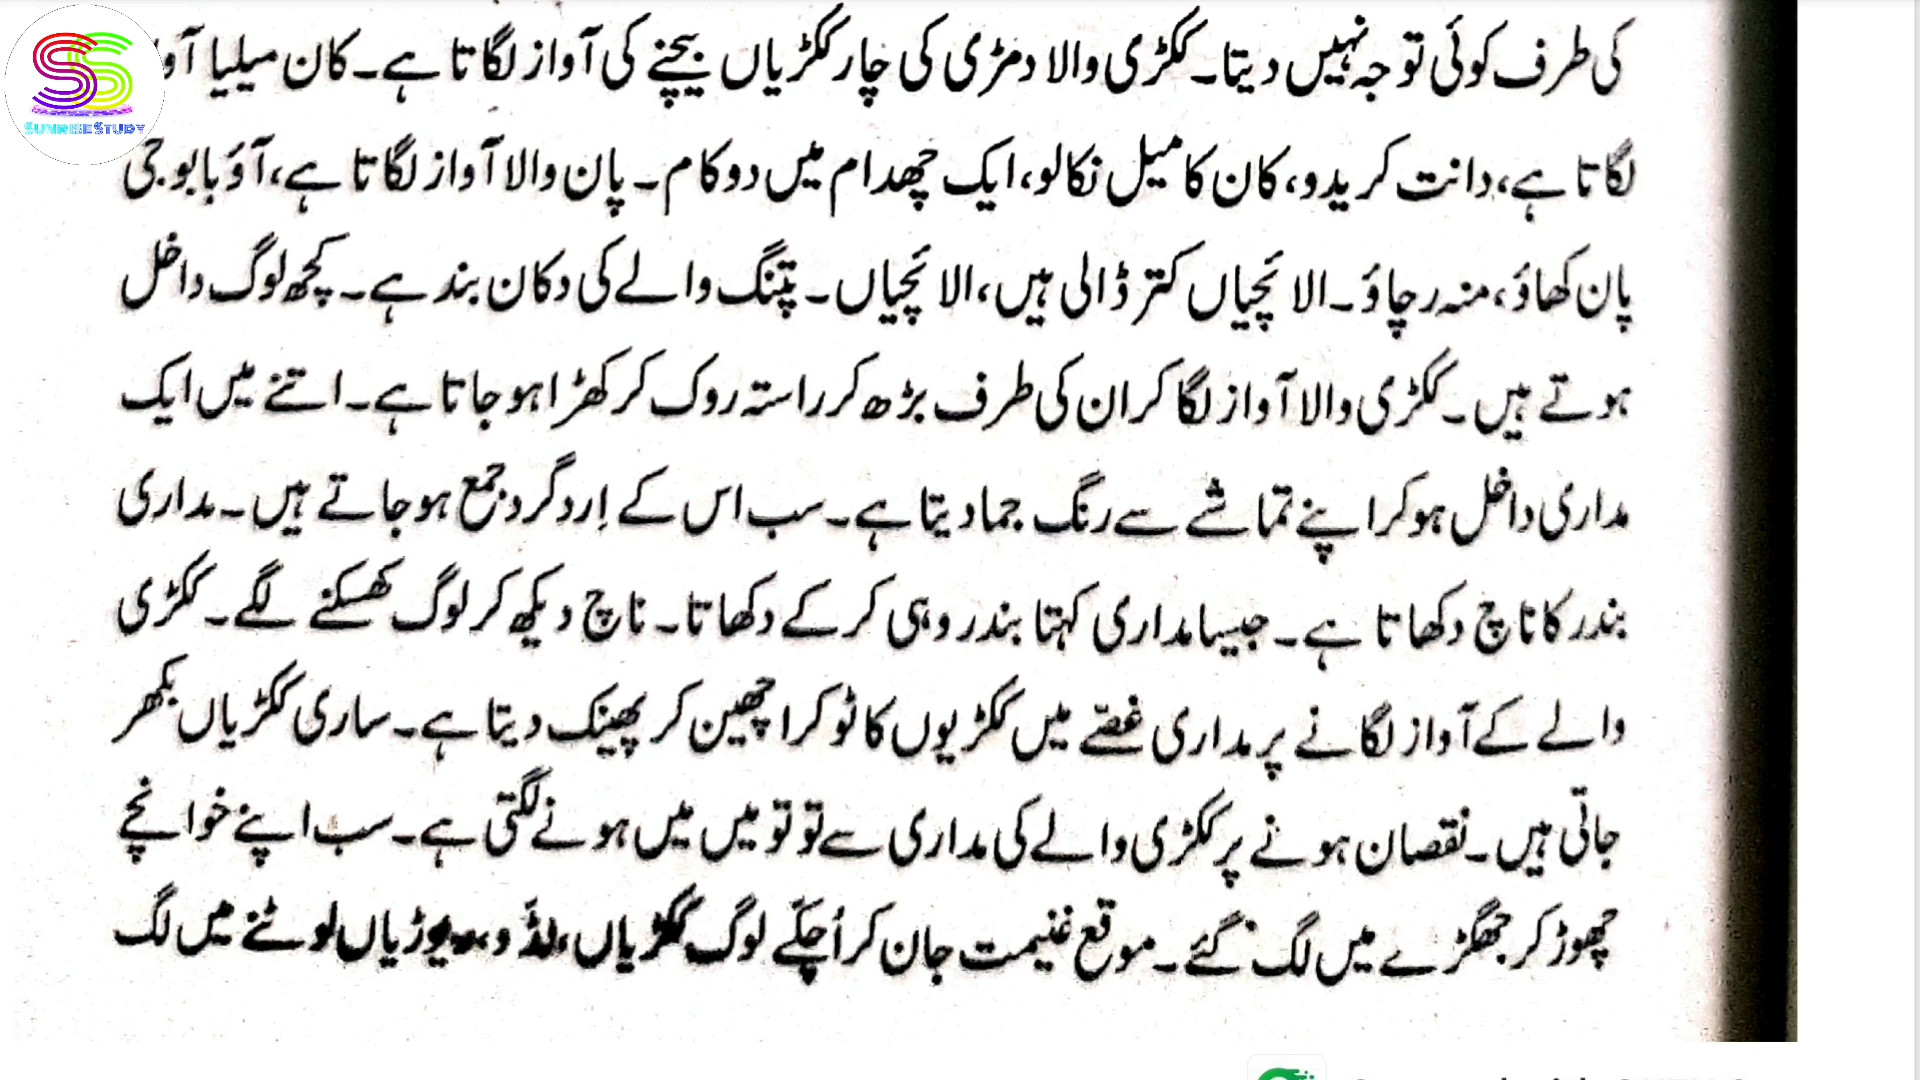 SS
SUNRISESTUDY
کی طرف کوئی توجہ نہیں دیتا۔ ککڑی والا دمڑی کی چار ککڑیاں بیچنے کی آواز لگاتا ہے۔ کان میلیا آوا
لگاتا ہے، دانت کریدو، کان کا میل نکالو، ایک چھدام میں دو کام۔ پان والا آواز لگاتا ہے، آؤ بابو جی
پان کھاؤ، منہ رچاؤ۔ الائچیاں کتر ڈالی ہیں، الائچیاں۔ پتنگ والے کی دکان بند ہے۔ کچھ لوگ داخل
ہوتے ہیں۔ ککڑی والا آواز لگا کر ان کی طرف بڑھ کر راستہ روک کر کھڑا ہو جاتا ہے۔ اتنے میں ایک
مداری داخل ہو کر اپنے تماشے سے رنگ جما دیتا ہے۔ سب اس کے اِرد گرد جمع ہو جاتے ہیں۔ مداری
بندر کا ناچ دکھاتا ہے۔ جیسا مداری کہتا بندر وہی کر کے دکھاتا۔ ناچ دیکھ کر لوگ کھسکنے لگے۔ ککڑی
والے کے آواز لگانے پر مداری غصّے میں ککڑیوں کا ٹوکرا چھین کر پھینک دیتا ہے۔ ساری ککڑیاں بکھر
جاتی ہیں۔ نقصان ہونے پر ککڑی والے کی مداری سے تو تو میں میں ہونے لگتی ہے۔ سب اپنے خوانچے
چھوڑ کر جھگڑے میں لگ گئے۔ موقع غنیمت جان کر اُچکّے لوگ ککڑیاں، لڈّو، ریوڑیاں لوٹنے میں لگ